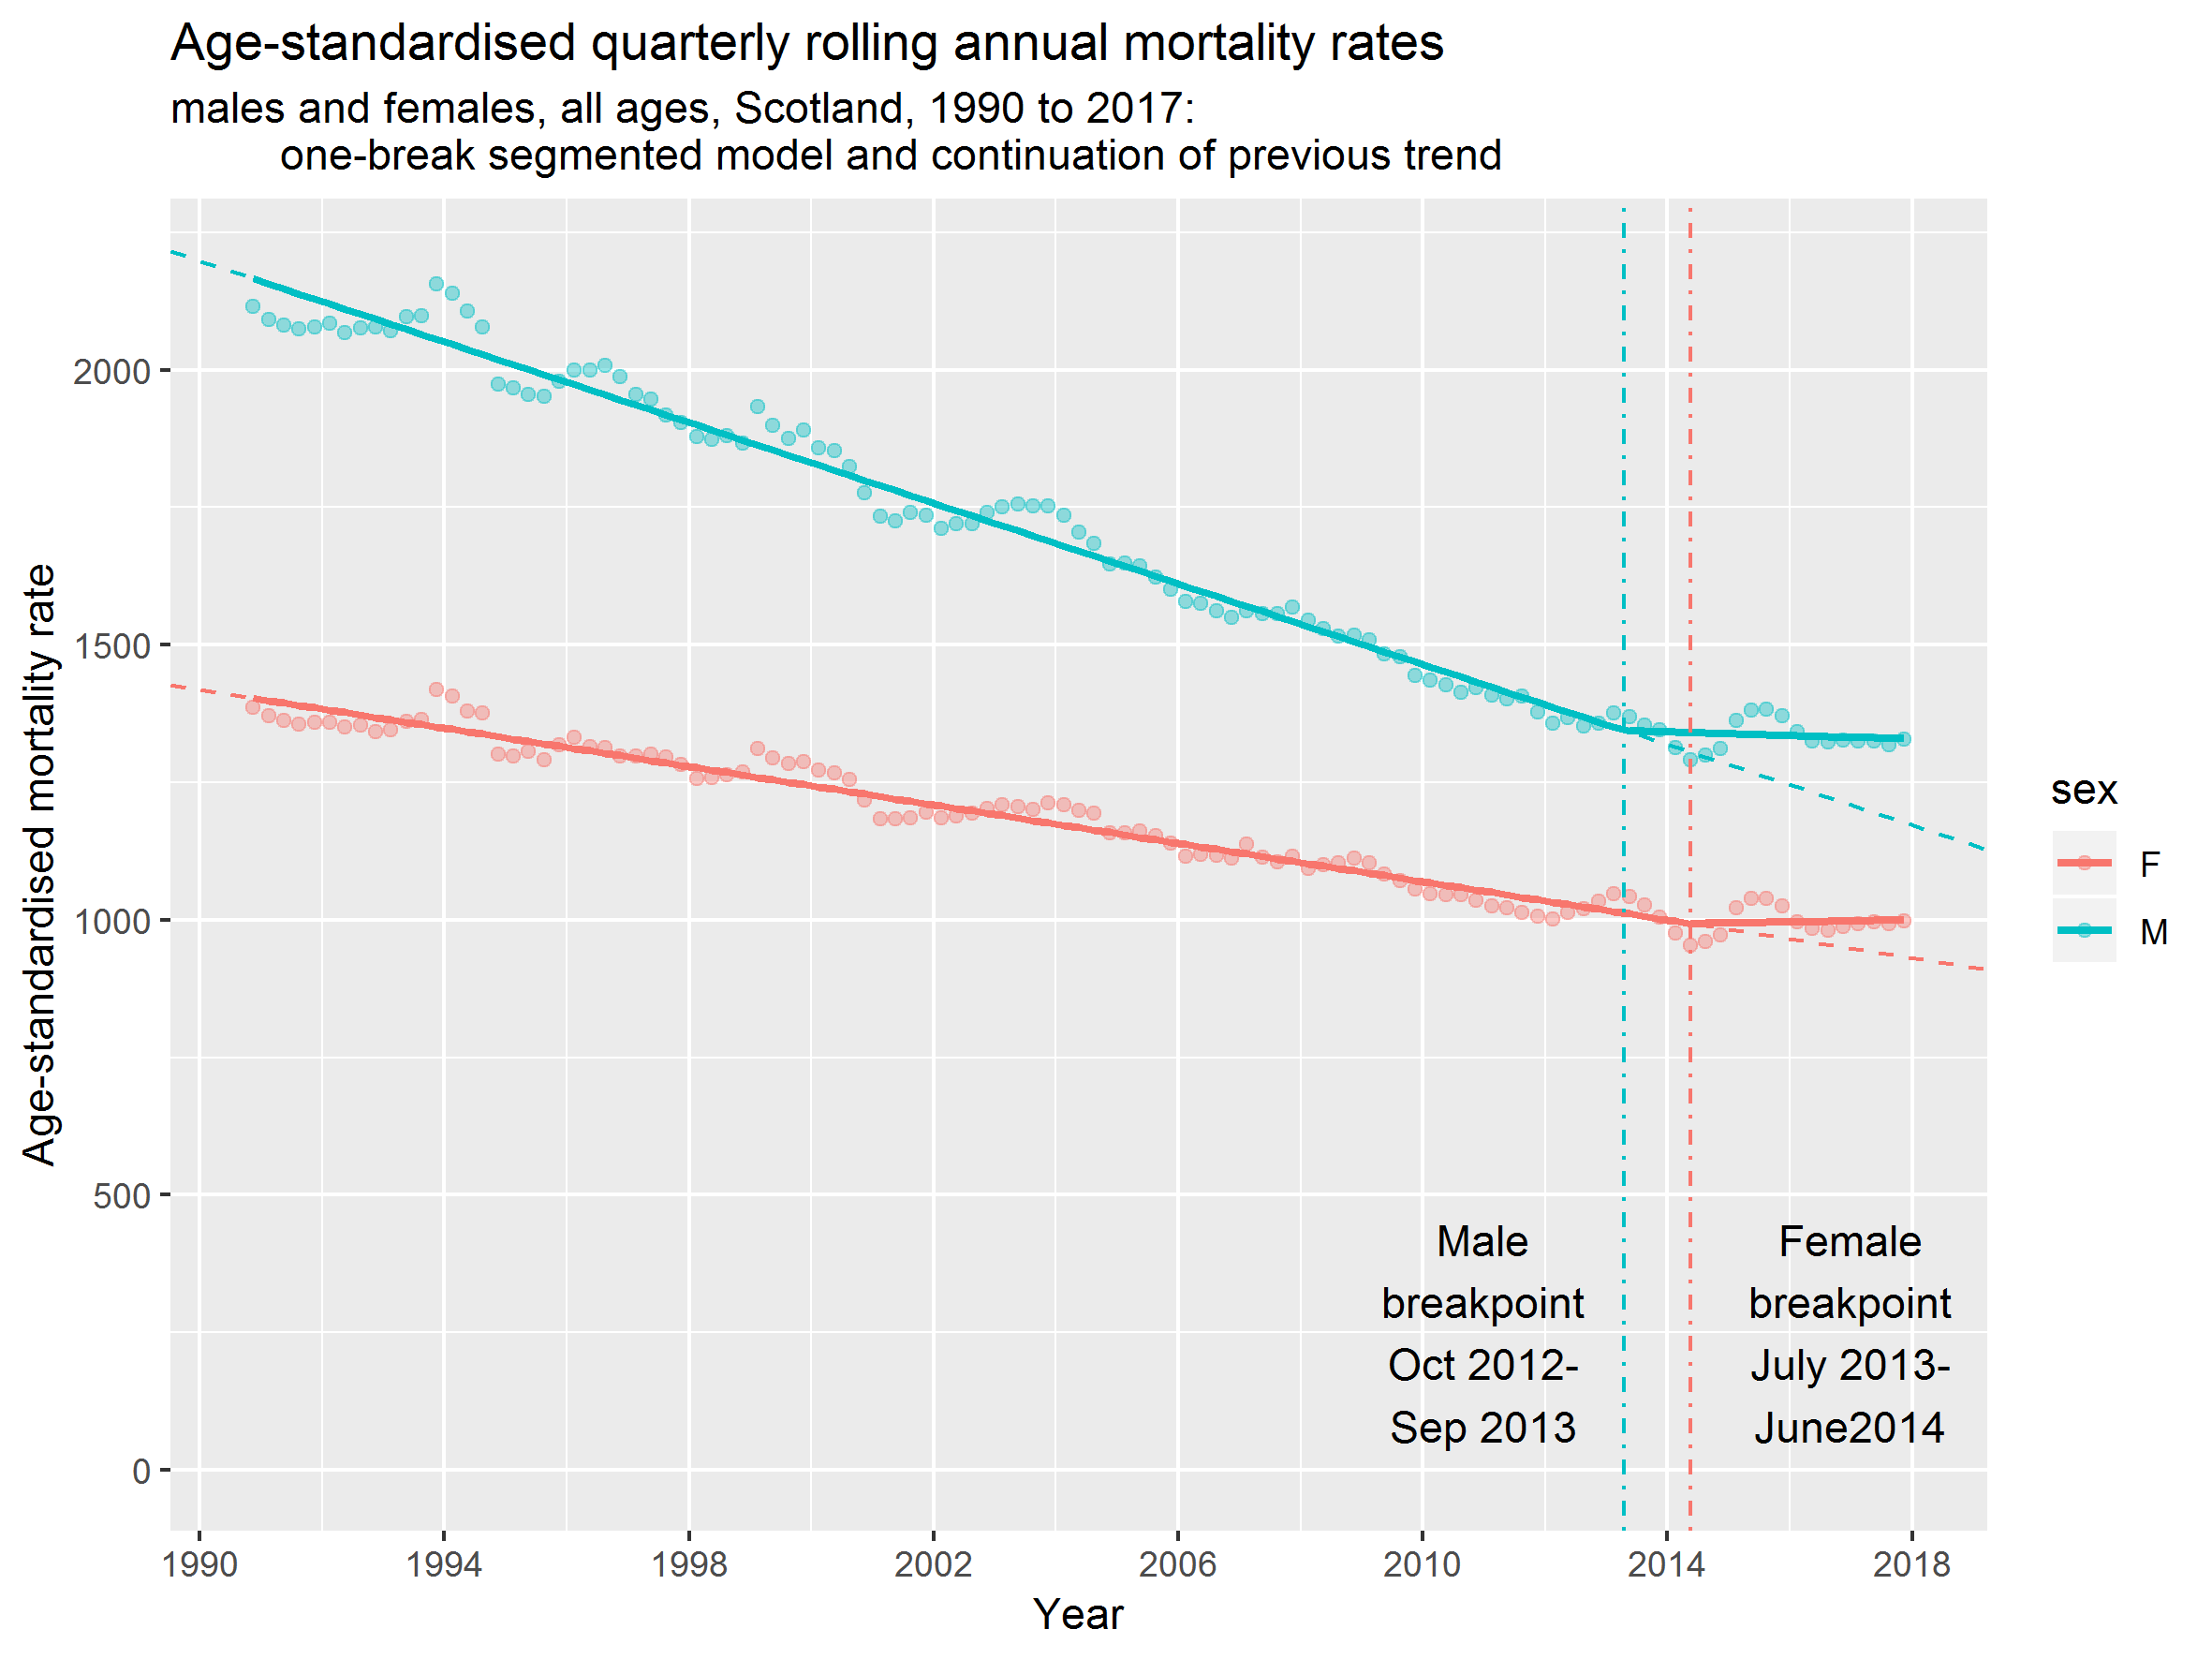 Age-standardised quarterly rolling annual mortality rates
males and females, all ages, Scotland, 1990 to 2017:
one-break segmented model and continuation of previous trend
Age-standardised mortality rate
2000
1500
1000
500
0
Male
breakpoint
Oct 2012-
Sep 2013
Female
breakpoint
July 2013-
June2014
1990 1994 1998 2002 2006 2010 2014 2018
Year
sex
F
M